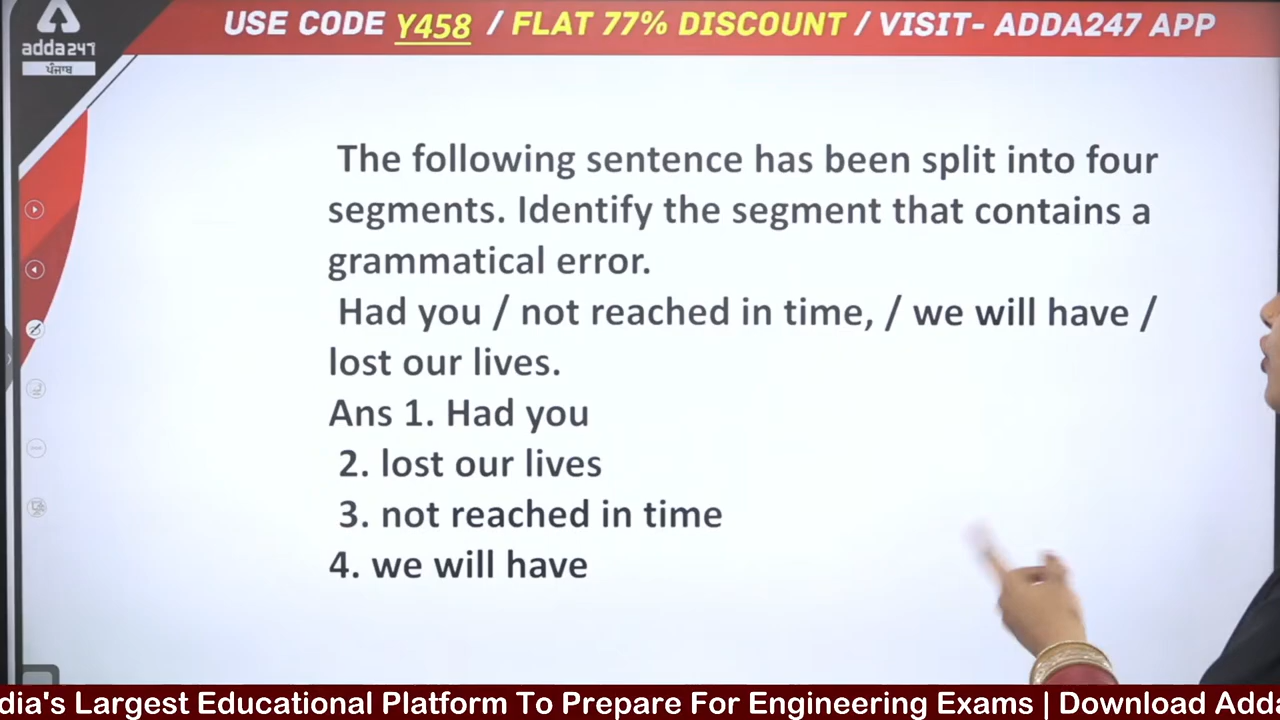 USE CODE Y458 / FLAT 77% DISCOUNT / VISIT- ADDA247 APP
adda247
ਪੰਜਾਬ
The following sentence has been split into four
segments. Identify the segment that contains a
grammatical error.
Had you / not reached in time, / we will have /
lost our lives.
Ans 1. Had you
2. lost our lives
3. not reached in time
4. we will have
dia's Largest Educational Platform To Prepare For Engineering Exams | Download Adda